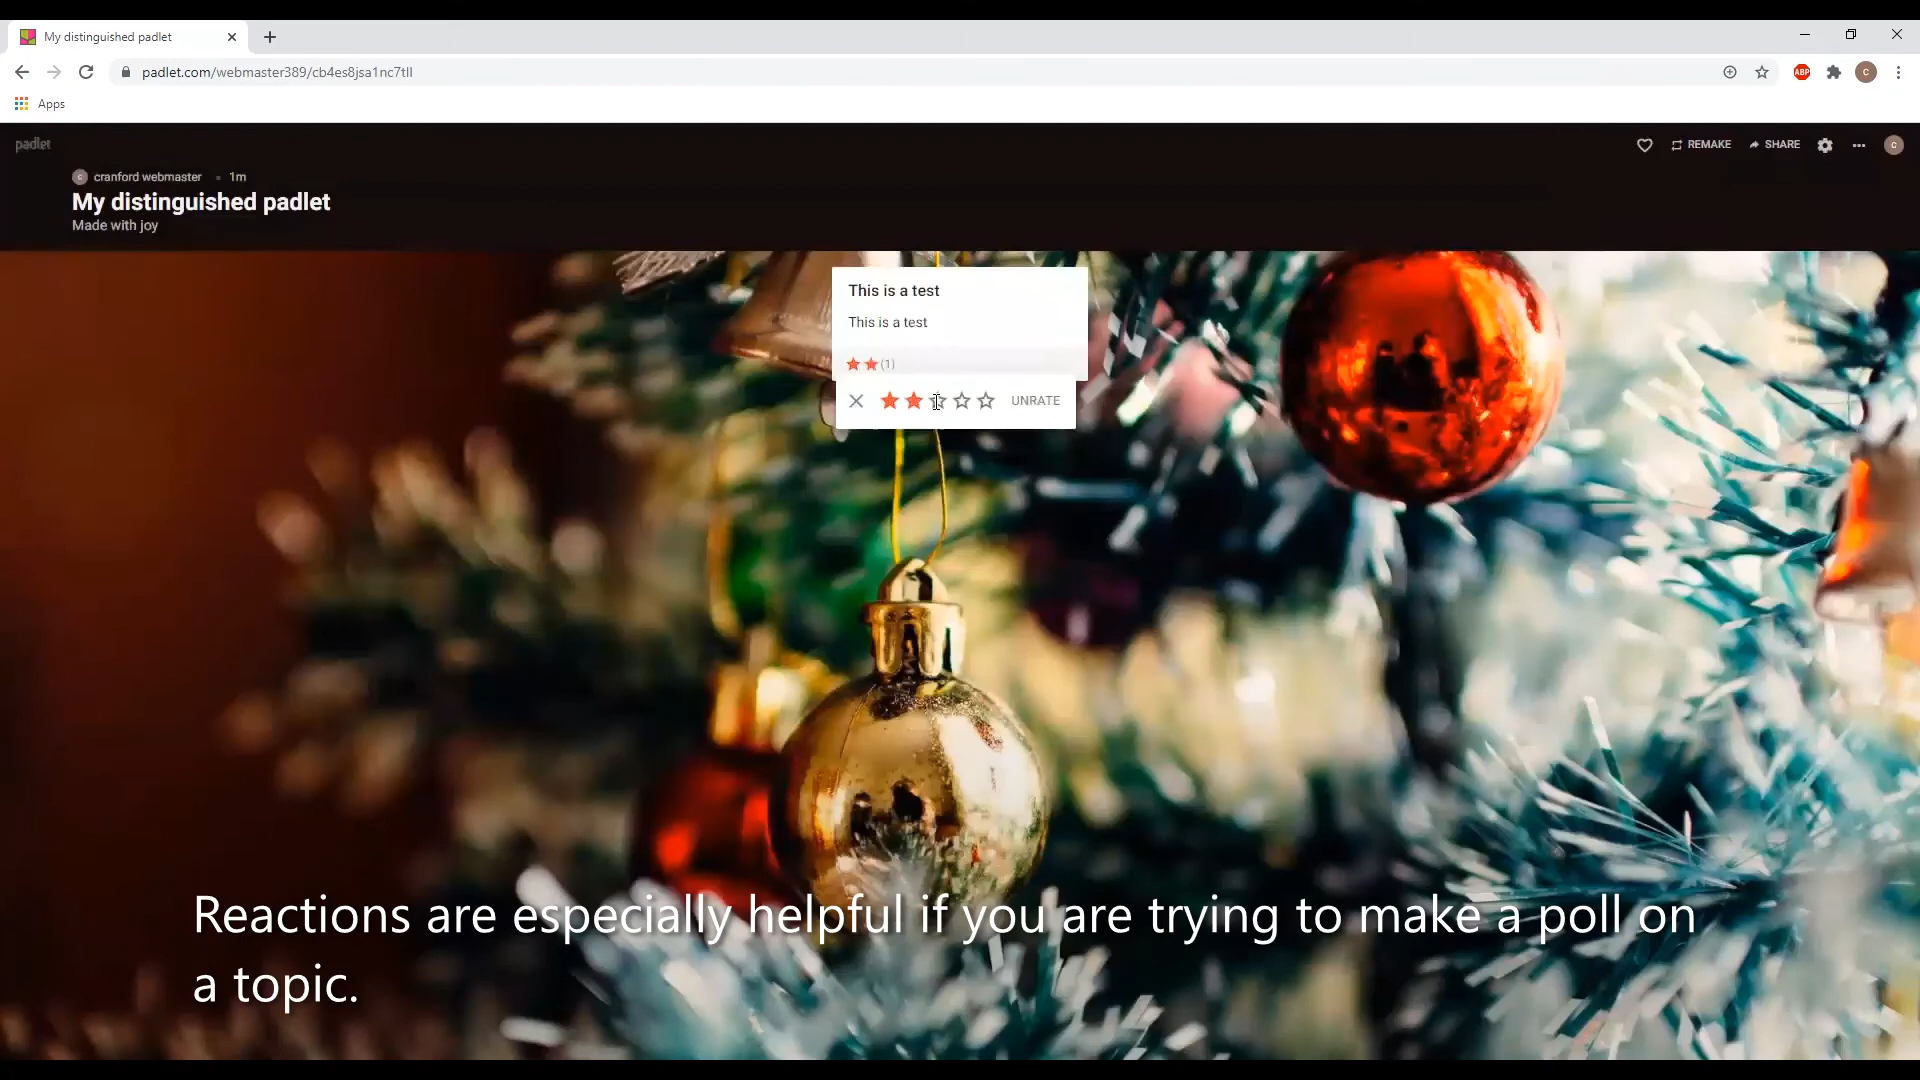 My distinguished padlet
padlet.com/webmaster389/cb4es8jsa1nc7tll
ABP
C
Apps
padlet
REMAKE
SHARE
C
C cranford webmaster 1m
My distinguished padlet
Made with joy
This is a test
This is a test
(1)
UNRATE
Reactions are especially helpful if you are trying to make a poll on
a topic.